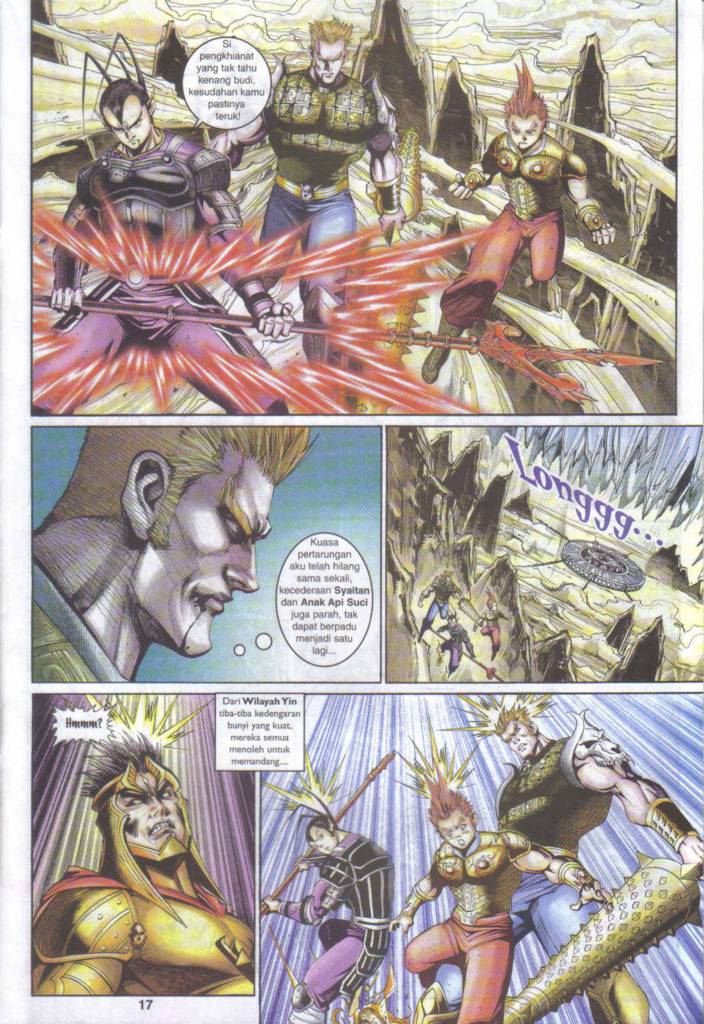 Si
pengkhianat
yang tak tahu
kenang budi,
kesudahan kamu
pastinya
teruk!
Kuasa
pertarungan
aku telah hilang
sama sekali,
kecederaan Syaitan
dan Anak Api Suci
juga parah, tak
dapat berpadu
menjadi satu
lagi...
Longgg...
Hmmm?
Dari Wilayah Yin
tiba-tiba kedengaran
bunyi yang kuat,
mereka semua
menoleh untuk
memandang....
17